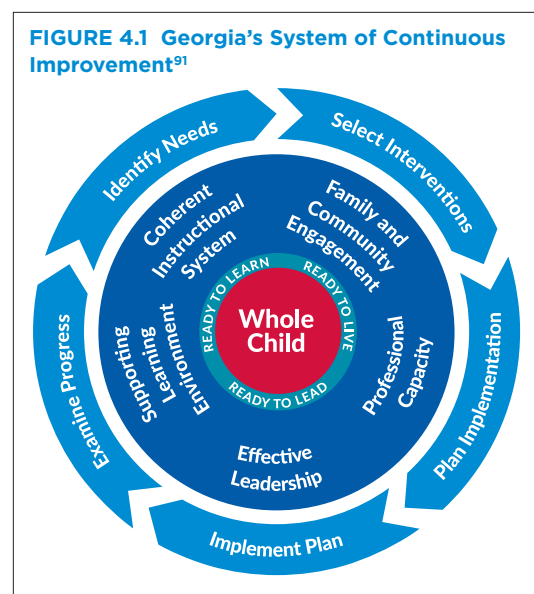 FIGURE 4.1 Georgia's System of Continuous
Improvement91
Identify Needs
Select Interventions
Plan Implementation
Implement Plan
Examine Progress
Coherent
Instructional
System
Family and
Community
Engagement
Professional
Capacity
Effective
Leadership
Supporting
Learning
Environment
READY TO LEARN
READY TO LIVE
READY TO LEAD
Whole
Child